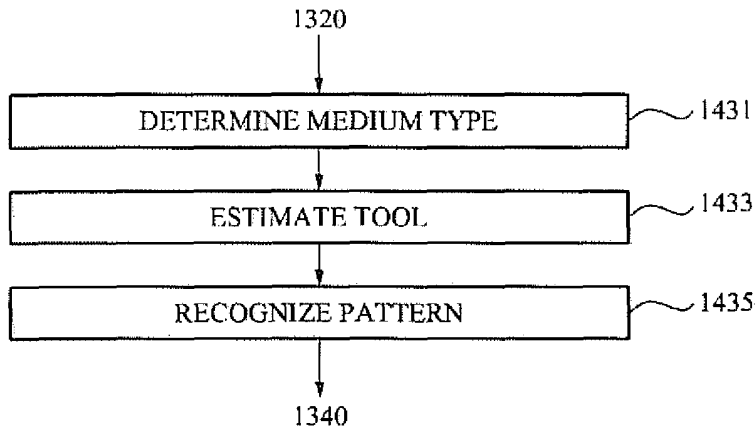 1320
DETERMINE MEDIUM TYPE
1431
ESTIMATE TOOL
1433
RECOGNIZE PATTERN
1435
1340